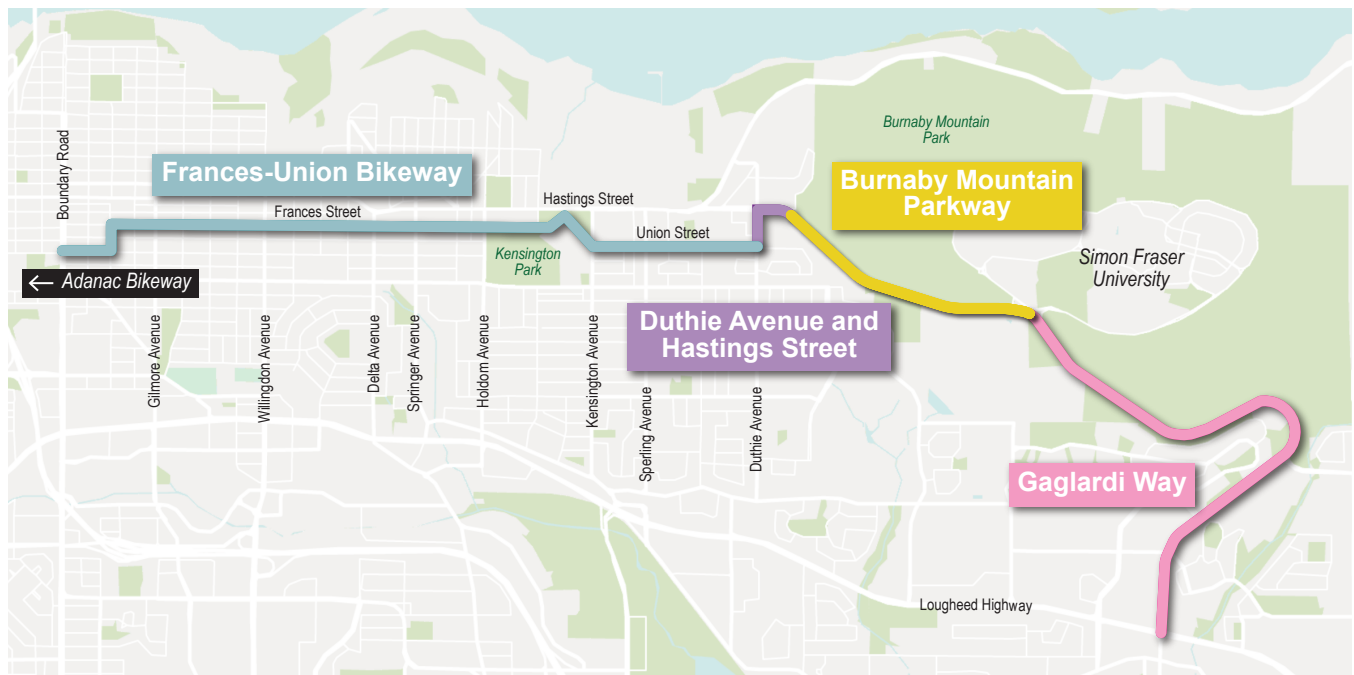 Burnaby Mountain
Park
Boundary Road
Frances-Union Bikeway
Burnaby Mountain
Parkway
Hastings Street
Frances Street
Union Street
Kensington
Park
Simon Fraser
University
← Adanac Bikeway
Duthie Avenue and
Hastings Street
Gilmore Avenue
Willingdon Avenue
Delta Avenue
Springer Avenue
Holdom Avenue
Kensington Avenue
Sperling Avenue
Duthie Avenue
Gaglardi Way
Lougheed Highway